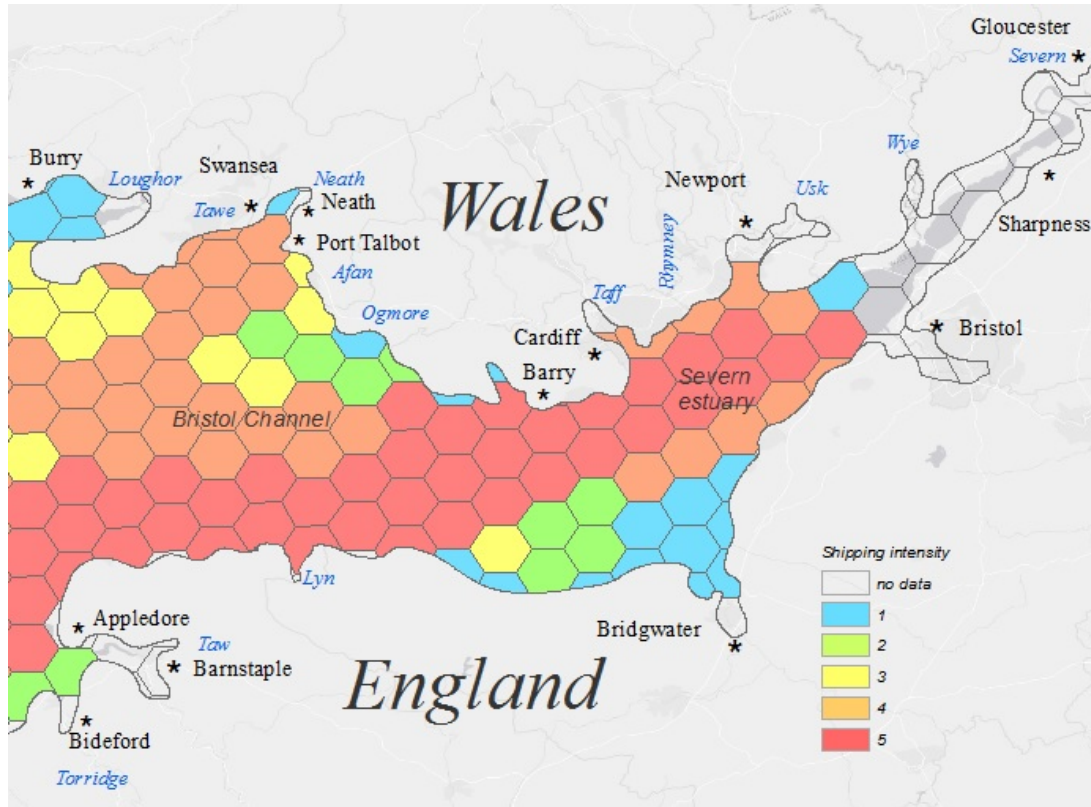 Gloucester
Severn
Burry
Loughor
Swansea
Neath
Tawe
Neath
Wales
Newport
Usk
Wye
Sharpness
Port Talbot
Afan
Rhymney
Ogmore
Taff
Cardiff
Bristol
Barry
Severn
estuary
Bristol Channel
Lyn
Shipping intensity
no data
1
2
3
4
5
Appledore
Taw
Barnstaple
Bridgwater
England
Bideford
Torridge